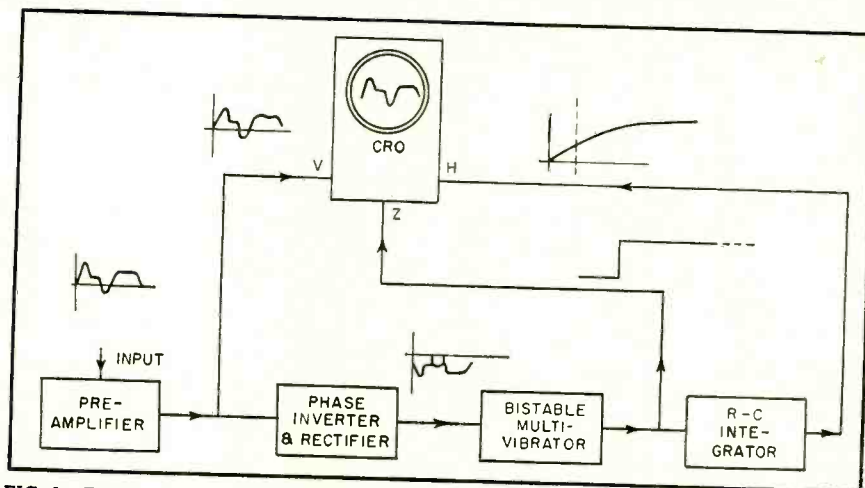 CRO
V
H
Z
INPUT
PRE-
AMPLIFIER
PHASE
INVERTER
& RECTIFIER
BISTABLE
MULTI-
VIBRATOR
R-C
INTE-
GRATOR